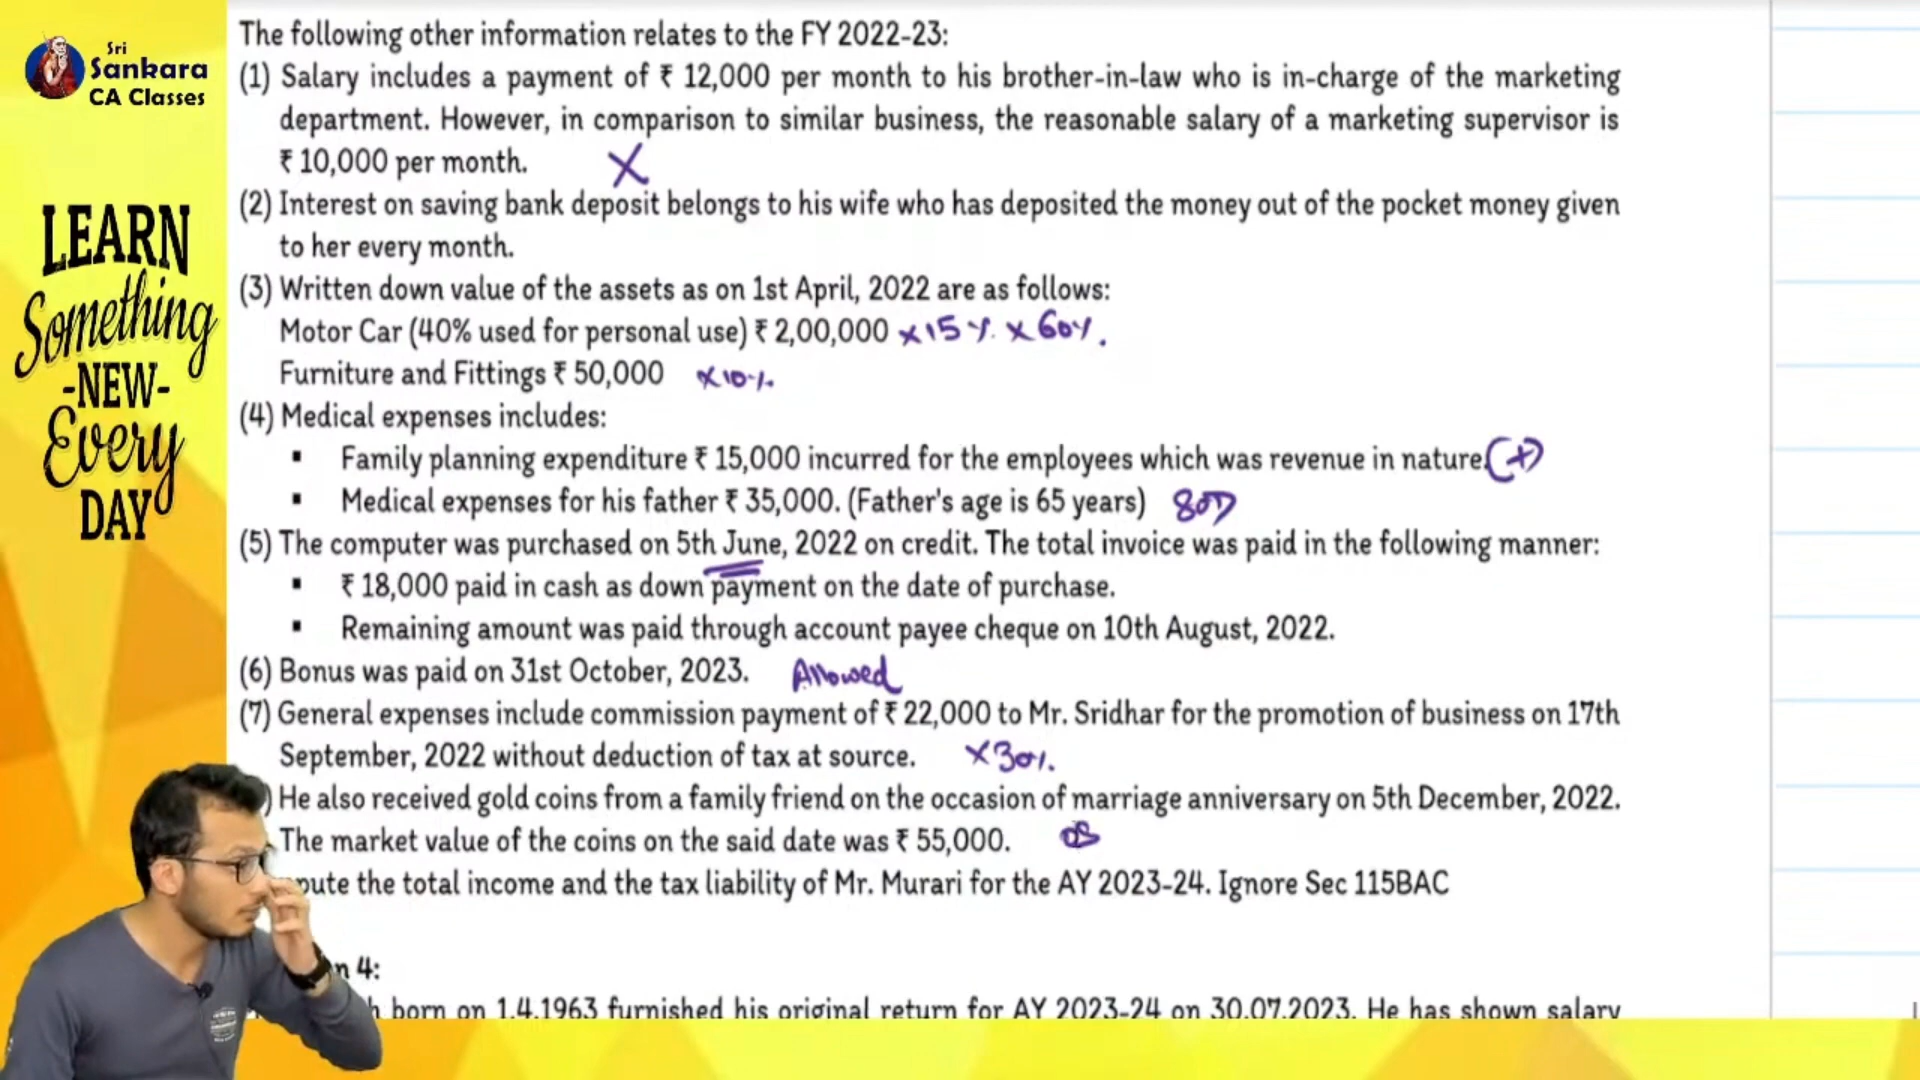 Sri
Sankara
CA Classes
LEARN
Something
-NEW-
Every
DAY
The following other information relates to the FY 2022-23:
(1) Salary includes a payment of ₹ 12,000 per month to his brother-in-law who is in-charge of the marketing
department. However, in comparison to similar business, the reasonable salary of a marketing supervisor is
₹ 10,000 per month. X
(2) Interest on saving bank deposit belongs to his wife who has deposited the money out of the pocket money given
to her every month.
(3) Written down value of the assets as on 1st April, 2022 are as follows:
Motor Car (40% used for personal use) ₹ 2,00,000 x15% x 60%.
Furniture and Fittings ₹ 50,000 x10%
(4) Medical expenses includes:
▪ Family planning expenditure ₹ 15,000 incurred for the employees which was revenue in nature. (+)
▪ Medical expenses for his father ₹ 35,000. (Father's age is 65 years) 80D
(5) The computer was purchased on 5th June, 2022 on credit. The total invoice was paid in the following manner:
▪ ₹ 18,000 paid in cash as down payment on the date of purchase.
▪ Remaining amount was paid through account payee cheque on 10th August, 2022.
(6) Bonus was paid on 31st October, 2023. Allowed
(7) General expenses include commission payment of ₹ 22,000 to Mr. Sridhar for the promotion of business on 17th
September, 2022 without deduction of tax at source. x30%.
) He also received gold coins from a family friend on the occasion of marriage anniversary on 5th December, 2022.
The market value of the coins on the said date was ₹ 55,000. OS
pute the total income and the tax liability of Mr. Murari for the AY 2023-24. Ignore Sec 115BAC
n 4:
h born on 1.4.1963 furnished his original return for AY 2023-24 on 30.07.2023. He has shown salary